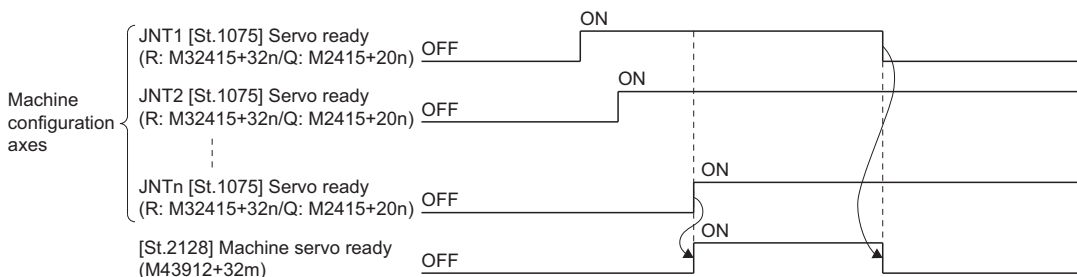 ON
JNT1 [St.1075] Servo ready
(R: M32415+32n/Q: M2415+20n)
OFF
ON
JNT2 [St.1075] Servo ready
(R: M32415+32n/Q: M2415+20n)
OFF
Machine
configuration
axes
ON
JNTn [St.1075] Servo ready
(R: M32415+32n/Q: M2415+20n)
OFF
ON
[St.2128] Machine servo ready
(M43912+32m)
OFF